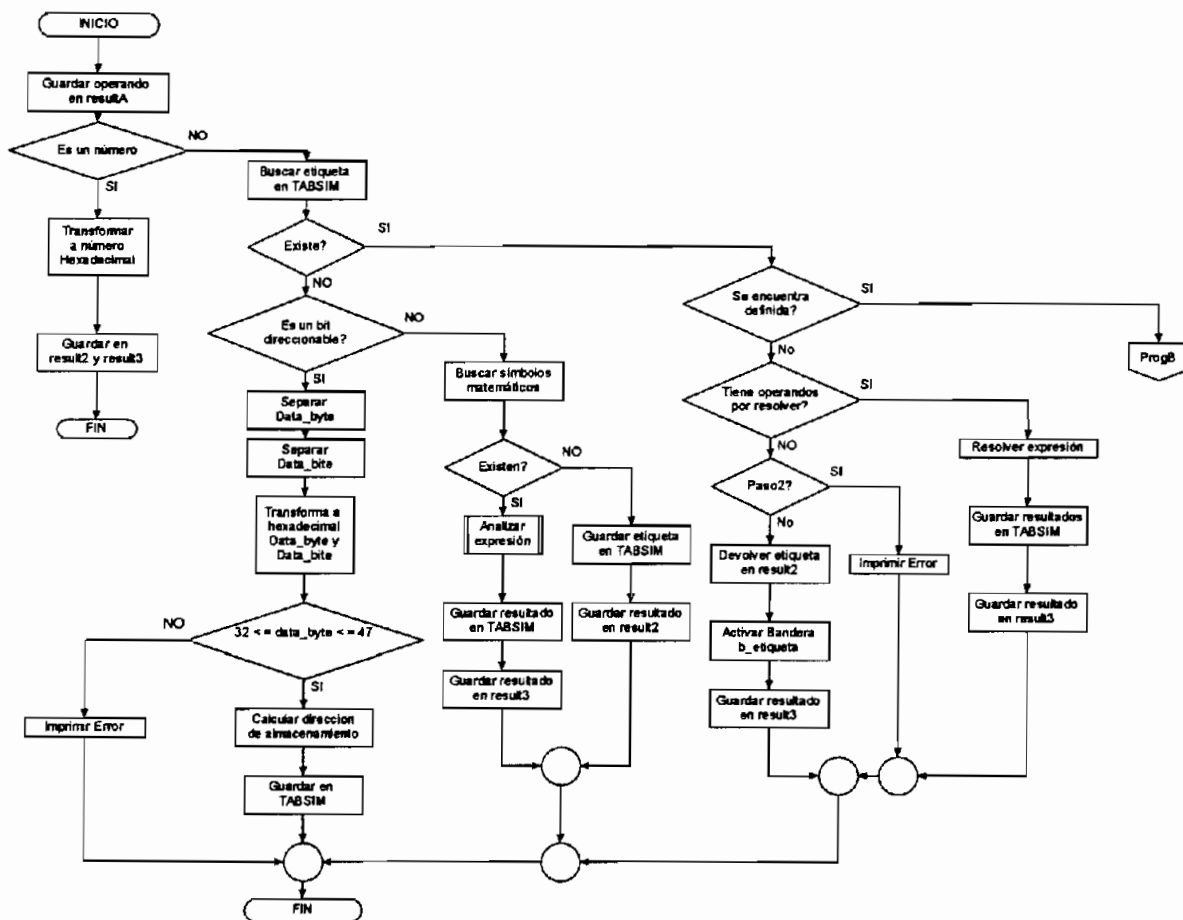 INICIO
Guardar operando
en resultA
Es un número
NO
SI
Transformar
a número
Hexadecimal
Guardar en
result2 y result3
FIN
Buscar etiqueta
en TABSIM
Existe?
SI
NO
Es un bit
direccionable?
NO
SI
Separar
Data_byte
Separar
Data_bite
Transforma a
hexadecimal
Data_byte y
Data_bite
32 <= data_byte <= 47
NO
SI
Imprimir Error
Calcular direccion
de almacenamiento
Guardar en
TABSIM
FIN
Buscar símbolos
matemáticos
Existen?
NO
SI
Analizar
expresión
Guardar resultado
en TABSIM
Guardar resultado
en result3
Guardar etiqueta
en TABSIM
Guardar resultado
en result2
Se encuentra
definida?
SI
No
ProgB
Tiene operandos
por resolver?
SI
NO
Paso2?
SI
No
Devolver etiqueta
en result2
Activar Bandera
b_etiqueta
Guardar resultado
en result3
Imprimir Error
Resolver expresión
Guardar resultados
en TABSIM
Guardar resultado
en result3